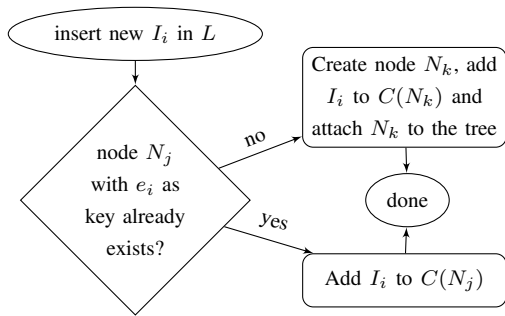 insert new I_i in L
node N_j
with e_i as
key already
exists?
no
yes
Create node N_k, add
I_i to C(N_k) and
attach N_k to the tree
done
Add I_i to C(N_j)